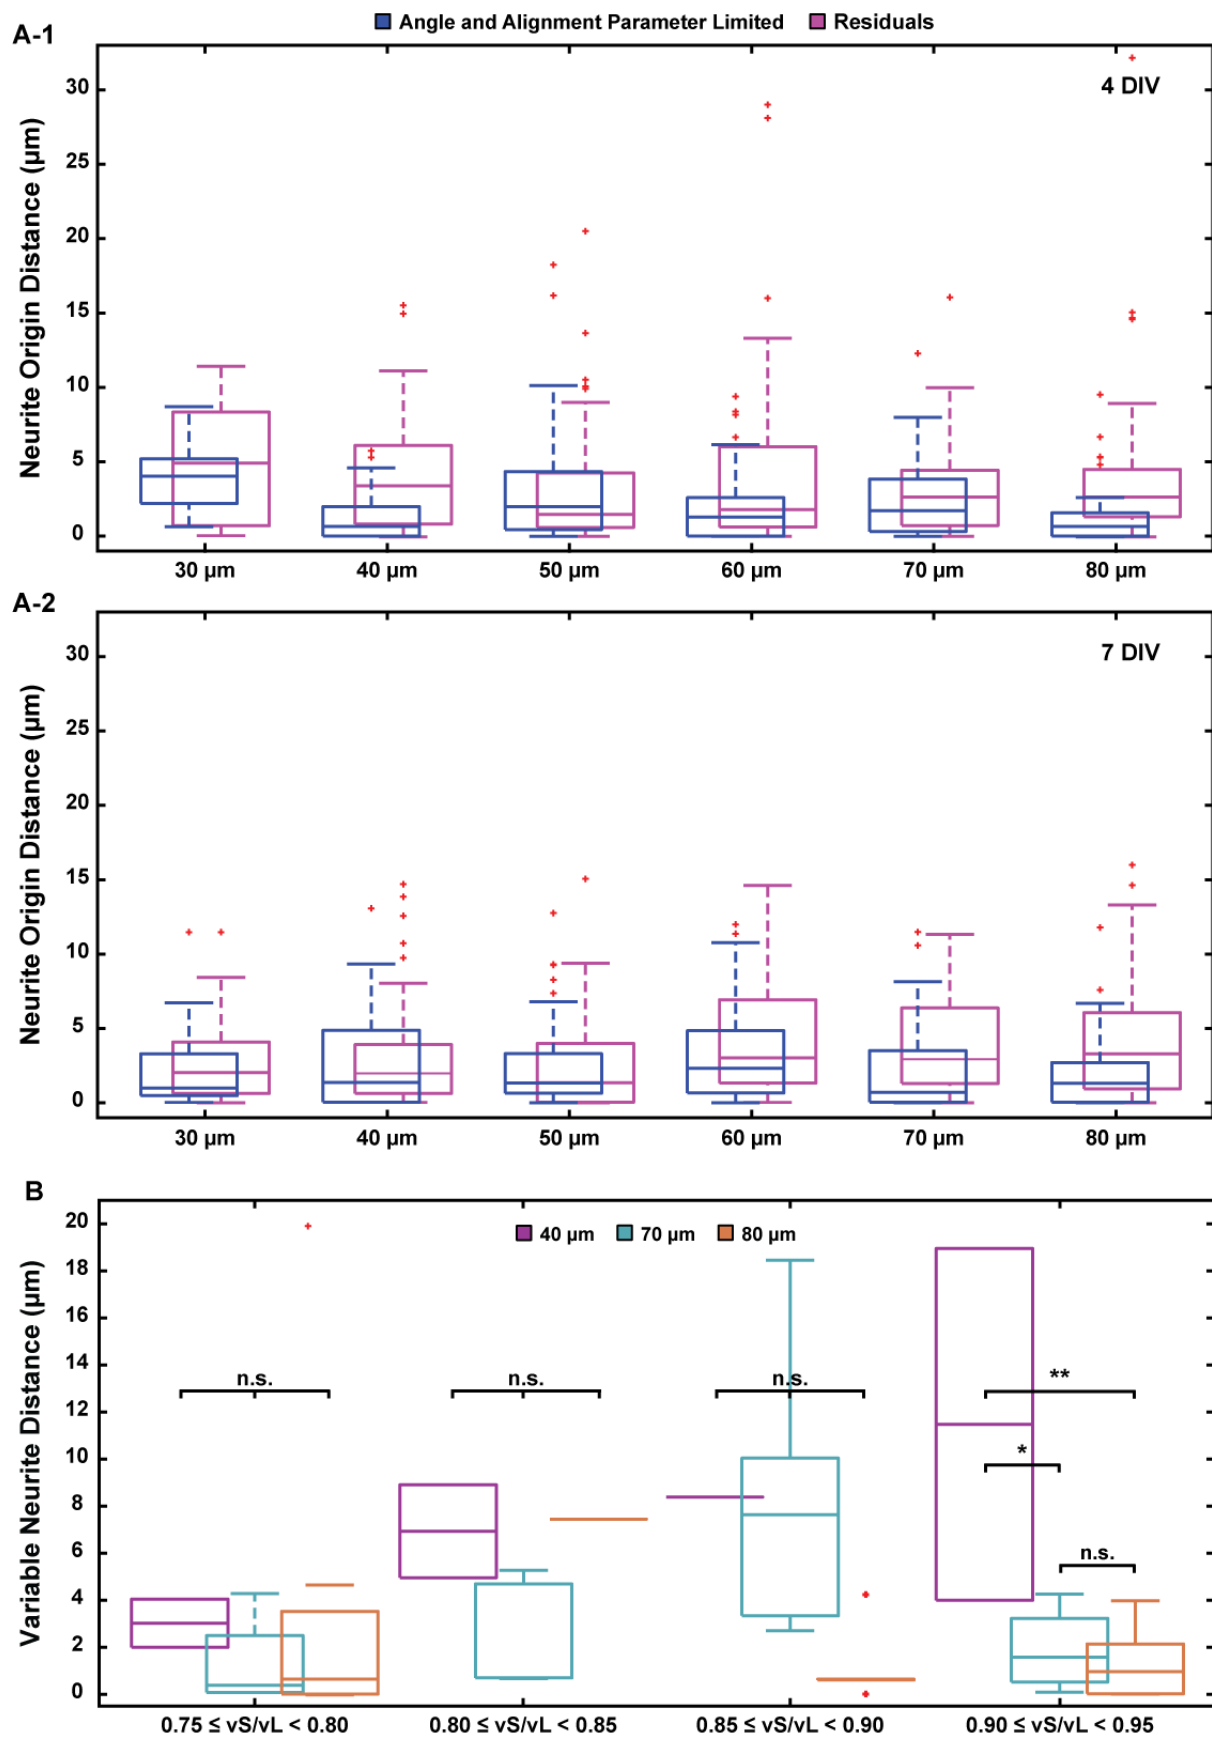 Angle and Alignment Parameter Limited Residuals
A-1
4 DIV
Neurite Origin Distance (µm)
30
25
20
15
10
5
0
30 µm 40 µm 50 µm 60 µm 70 µm 80 µm
A-2
7 DIV
Neurite Origin Distance (µm)
30
25
20
15
10
5
0
30 µm 40 µm 50 µm 60 µm 70 µm 80 µm
B
40 µm 70 µm 80 µm
Variable Neurite Distance (µm)
20
18
16
14
12
10
8
6
4
2
0
n.s. n.s. n.s. **
*
n.s.
0.75 ≤ vS/vL < 0.80 0.80 ≤ vS/vL < 0.85 0.85 ≤ vS/vL < 0.90 0.90 ≤ vS/vL < 0.95